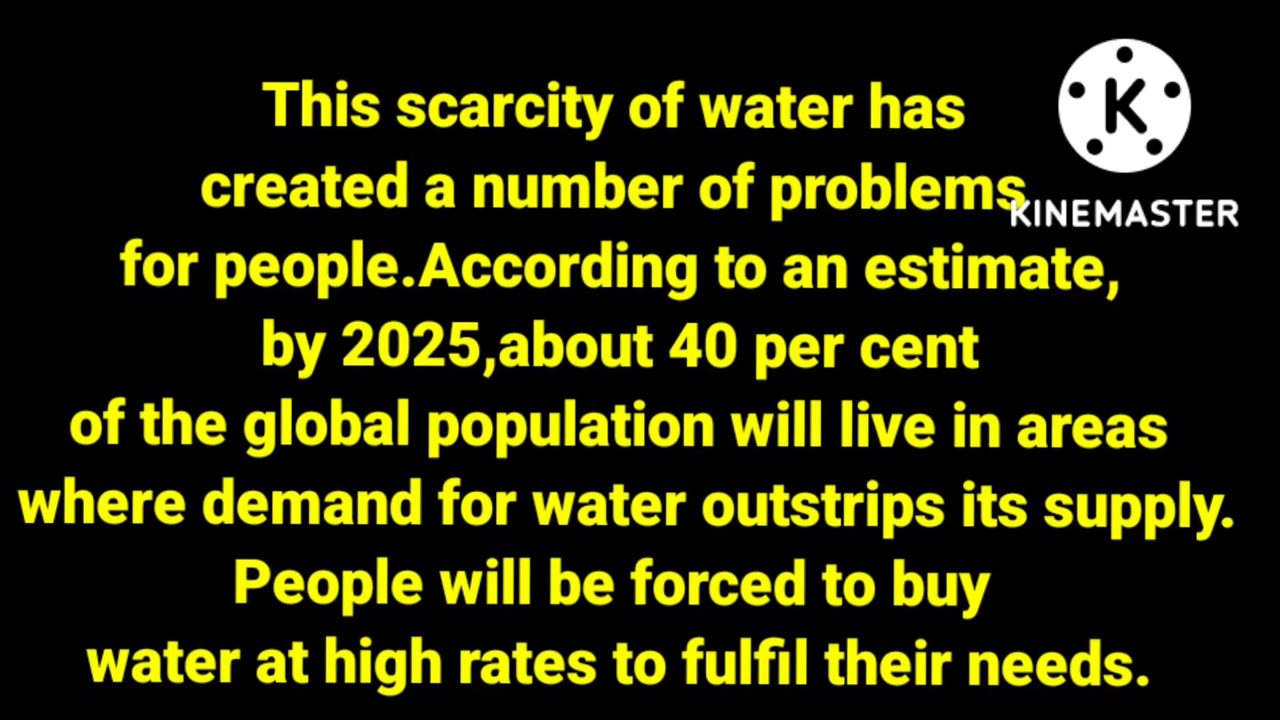 This scarcity of water has
created a number of problems
for people.According to an estimate,
by 2025,about 40 per cent
of the global population will live in areas
where demand for water outstrips its supply.
People will be forced to buy
water at high rates to fulfil their needs.
K
KINEMASTER